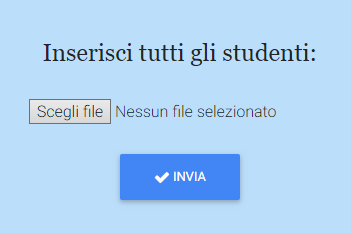 Inserisci tutti gli studenti:
Scegli file Nessun file selezionato
INVIA